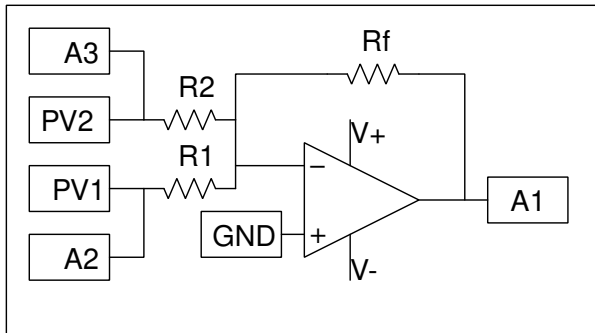 A3
Rf
R2
PV2
V+
R1
−
PV1
A1
GND
+
A2
V-